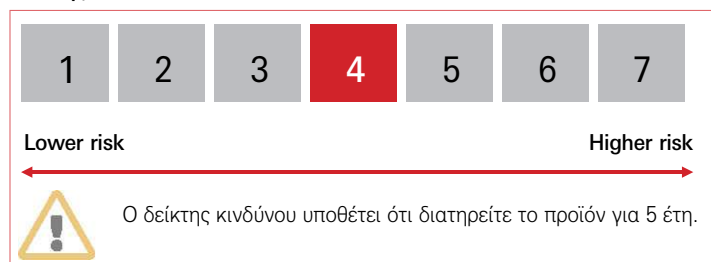 1 2 3 4 5 6 7
Lower risk Higher risk
Ο δείκτης κινδύνου υποθέτει ότι διατηρείτε το προϊόν για 5 έτη.